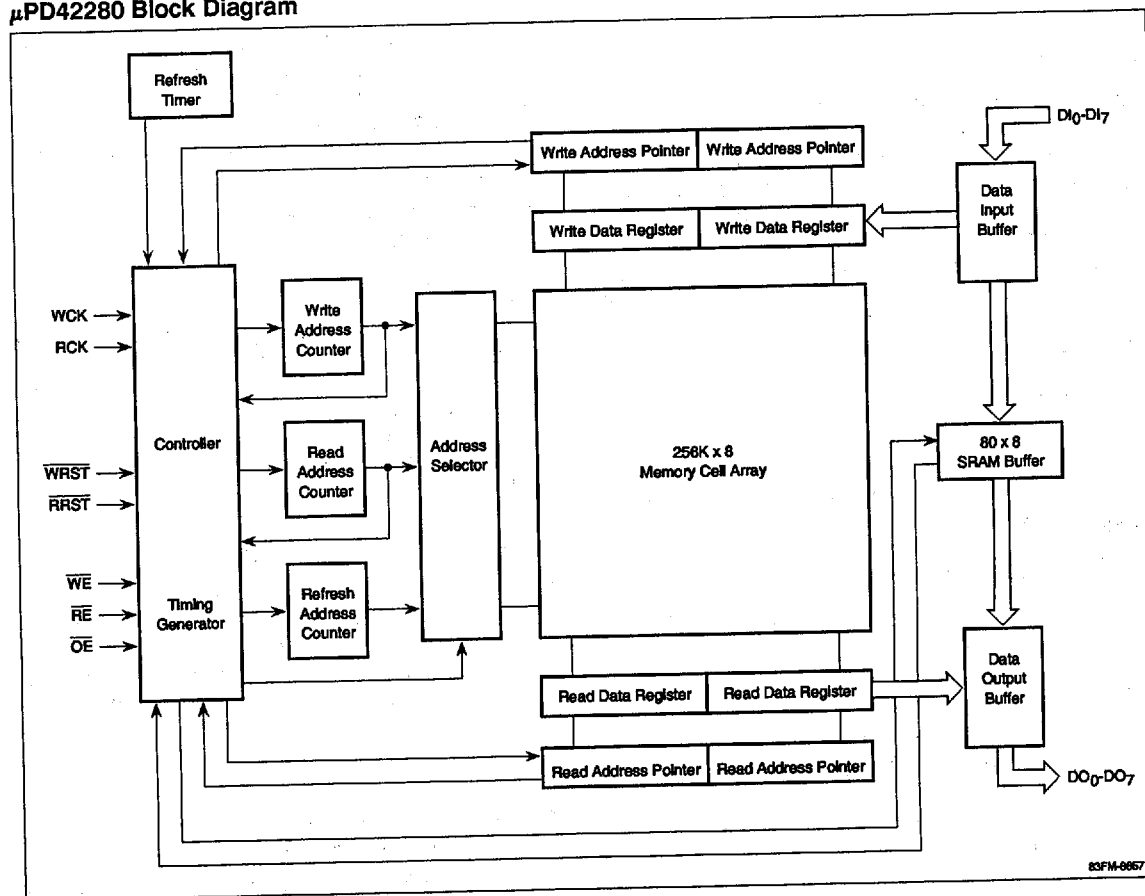 μPD42280 Block Diagram
Refresh
Timer
Write Address Pointer
Write Address Pointer
DI0-DI7
Write Data Register
Write Data Register
Data
Input
Buffer
WCK
RCK
Write
Address
Counter
Controller
Read
Address
Counter
Address
Selector
256K x 8
Memory Cell Array
80 x 8
SRAM Buffer
WRST
RRST
WE
RE
OE
Timing
Generator
Refresh
Address
Counter
Read Data Register
Read Data Register
Data
Output
Buffer
Read Address Pointer
Read Address Pointer
DO0-DO7
83FM-8857